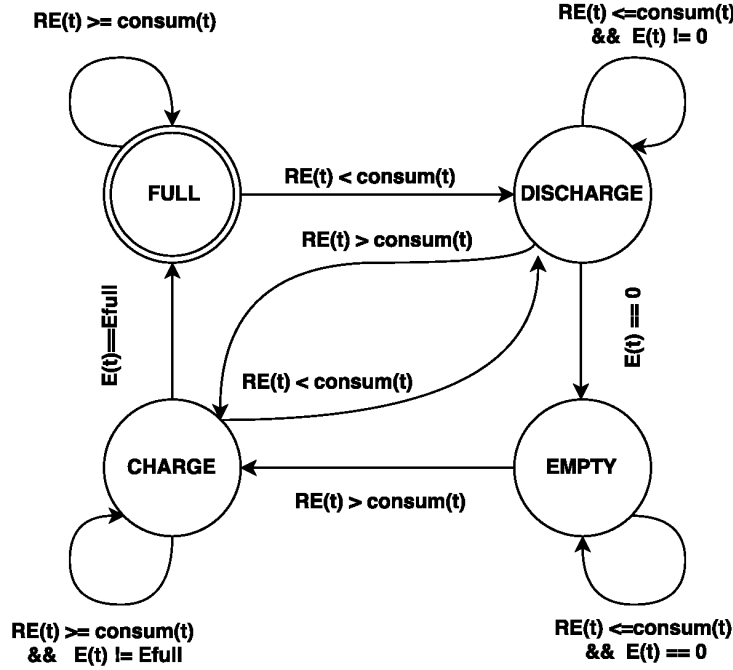 RE(t) >= consum(t)
RE(t) <=consum(t)
&& E(t) != 0
FULL
RE(t) < consum(t)
DISCHARGE
RE(t) > consum(t)
E(t)==Efull
E(t) == 0
RE(t) < consum(t)
CHARGE
EMPTY
RE(t) > consum(t)
RE(t) >= consum(t)
&& E(t) != Efull
RE(t) <=consum(t)
&& E(t) == 0